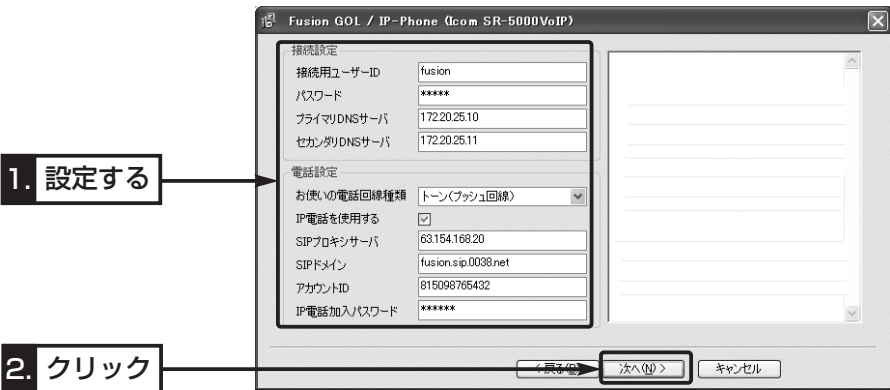 Fusion GOL / IP-Phone (Icom SR-5000VoIP)
接続設定
接続用ユーザーID fusion
パスワード *****
プライマリDNSサーバ 172.20.25.10
セカンダリDNSサーバ 172.20.25.11
電話設定
お使いの電話回線種類 トーン(プッシュ回線)
IP電話を使用する
SIPプロキシサーバ 63.154.168.20
SIPドメイン fusion.sip.0038.net
アカウントID 815098765432
IP電話加入パスワード ******
1. 設定する
2. クリック
<戻る(B) 次へ(N) > キャンセル